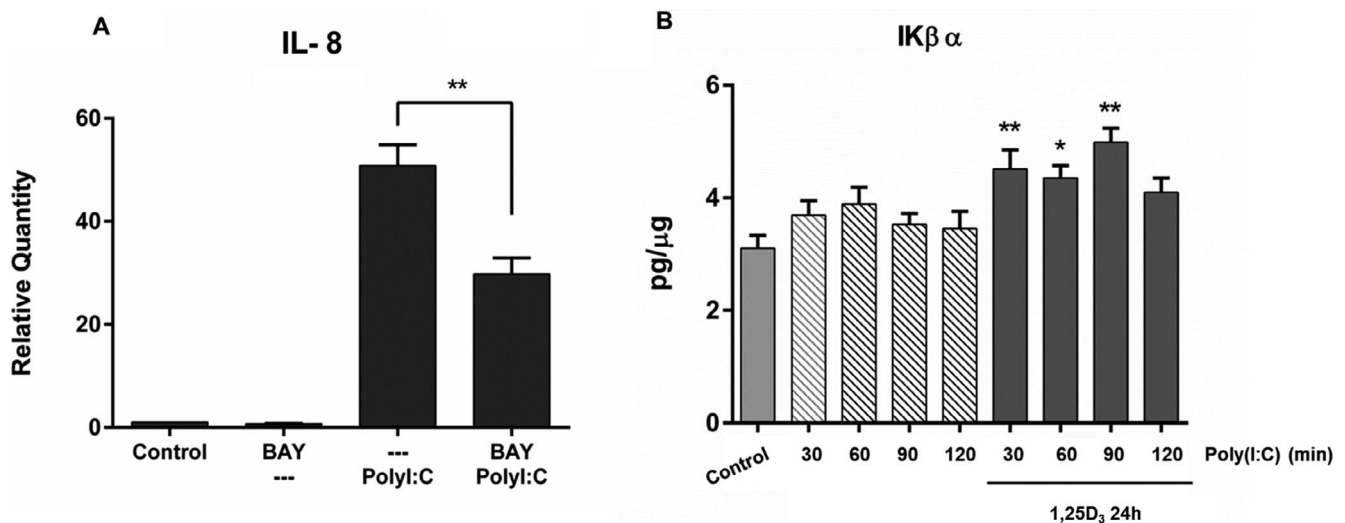 A
IL- 8
**
Relative Quantity
60
40
20
0
Control BAY --- BAY
--- PolyI:C PolyI:C
B
IKβ α
pg/µg
6
4
2
0
** * **
Control 30 60 90 120 30 60 90 120 Poly(I:C) (min)
1,25D₃ 24h